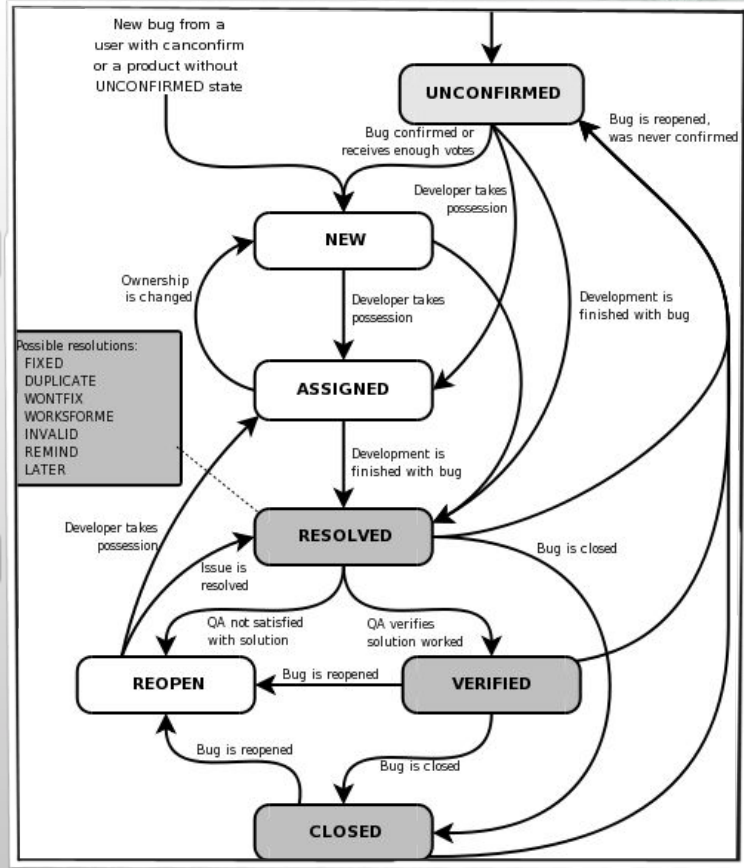 New bug from a
user with canconfirm
or a product without
UNCONFIRMED state
UNCONFIRMED
Bug is reopened,
was never confirmed
Bug confirmed or
receives enough votes
Developer takes
possession
NEW
Ownership
is changed
Developer takes
possession
Development is
finished with bug
Possible resolutions:
FIXED
DUPLICATE
WONTFIX
WORKSFORME
INVALID
REMIND
LATER
ASSIGNED
Development is
finished with bug
Developer takes
possession
RESOLVED
Bug is closed
Issue is
resolved
QA not satisfied
with solution
QA verifies
solution worked
REOPEN
Bug is reopened
VERIFIED
Bug is reopened
Bug is closed
CLOSED